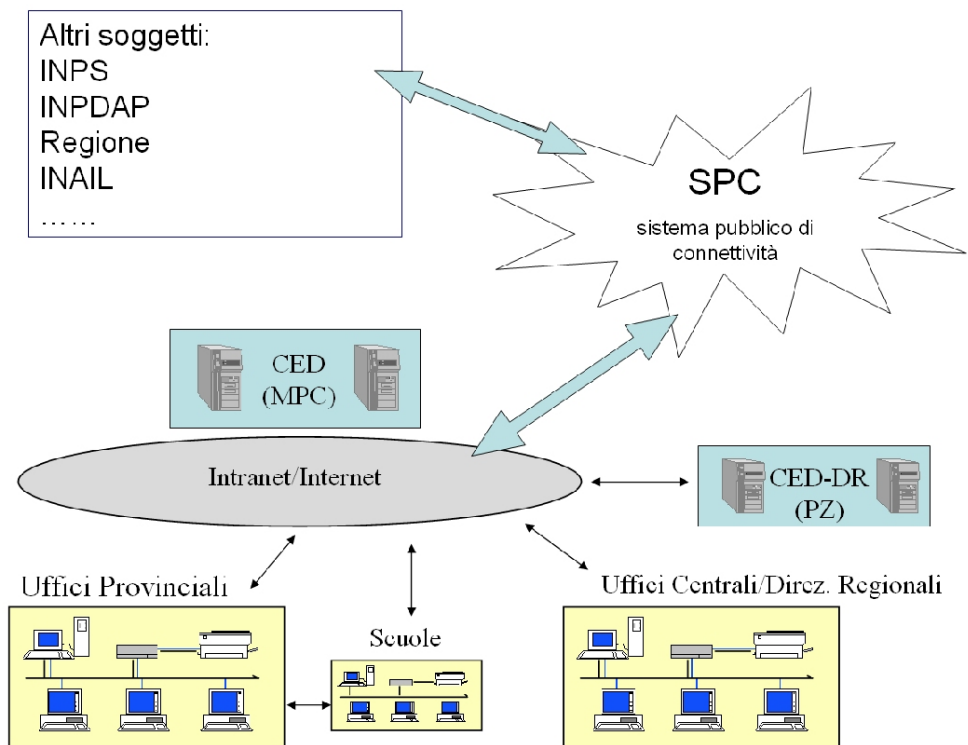 Altri soggetti:
INPS
INPDAP
Regione
INAIL
……
SPC
sistema pubblico di
connettività
CED
(MPC)
Intranet/Internet
CED-DR
(PZ)
Uffici Provinciali
Scuole
Uffici Centrali/Direz. Regionali